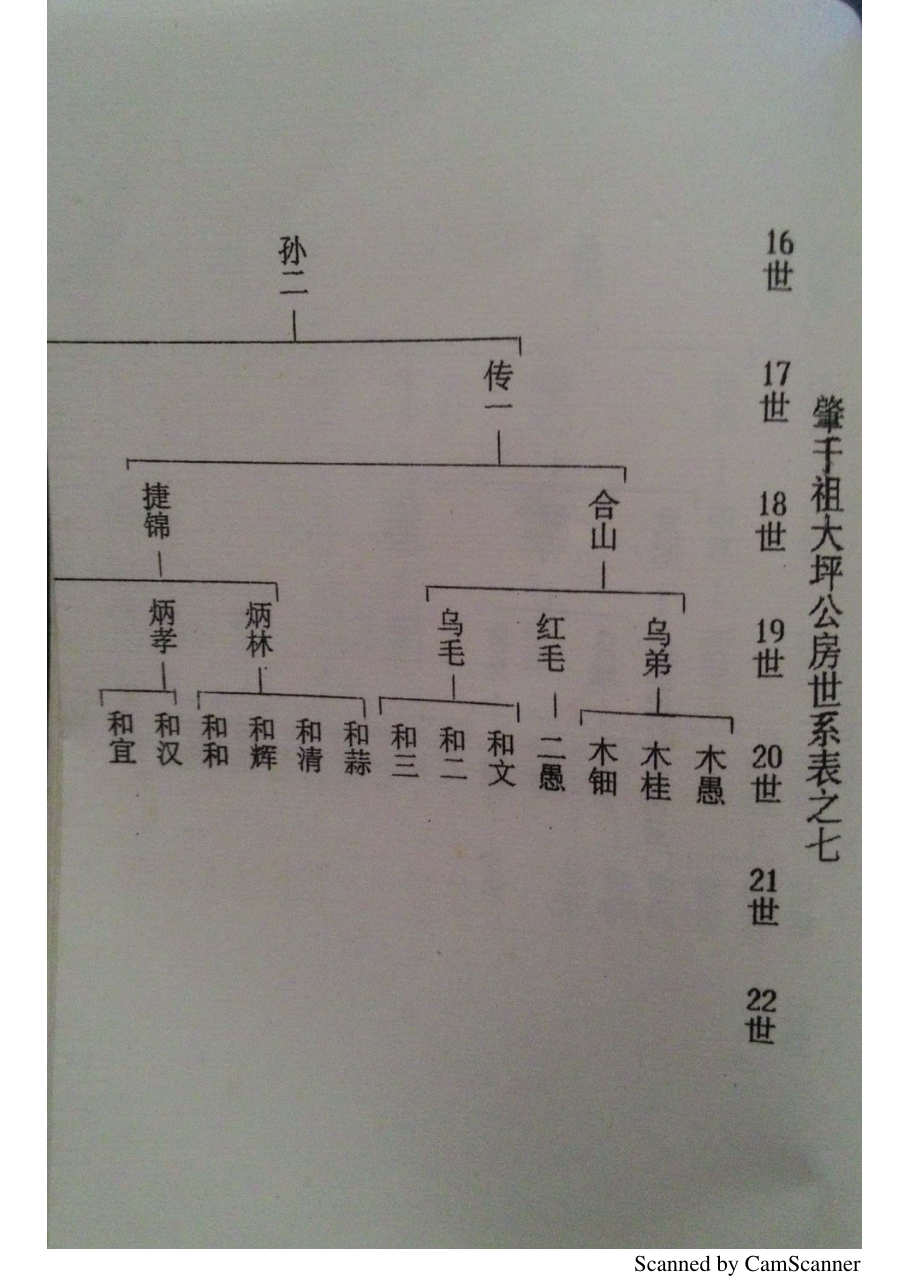 肇千祖大坪公房世系表之七
16世
17世
18世
19世
20世
21世
22世
孙二
传一
合山
捷锦
乌弟
红毛
乌毛
炳林
炳孝
木愚
木桂
木钿
二愚
和文
和二
和三
和蒜
和清
和辉
和和
和汉
和宜
Scanned by CamScanner